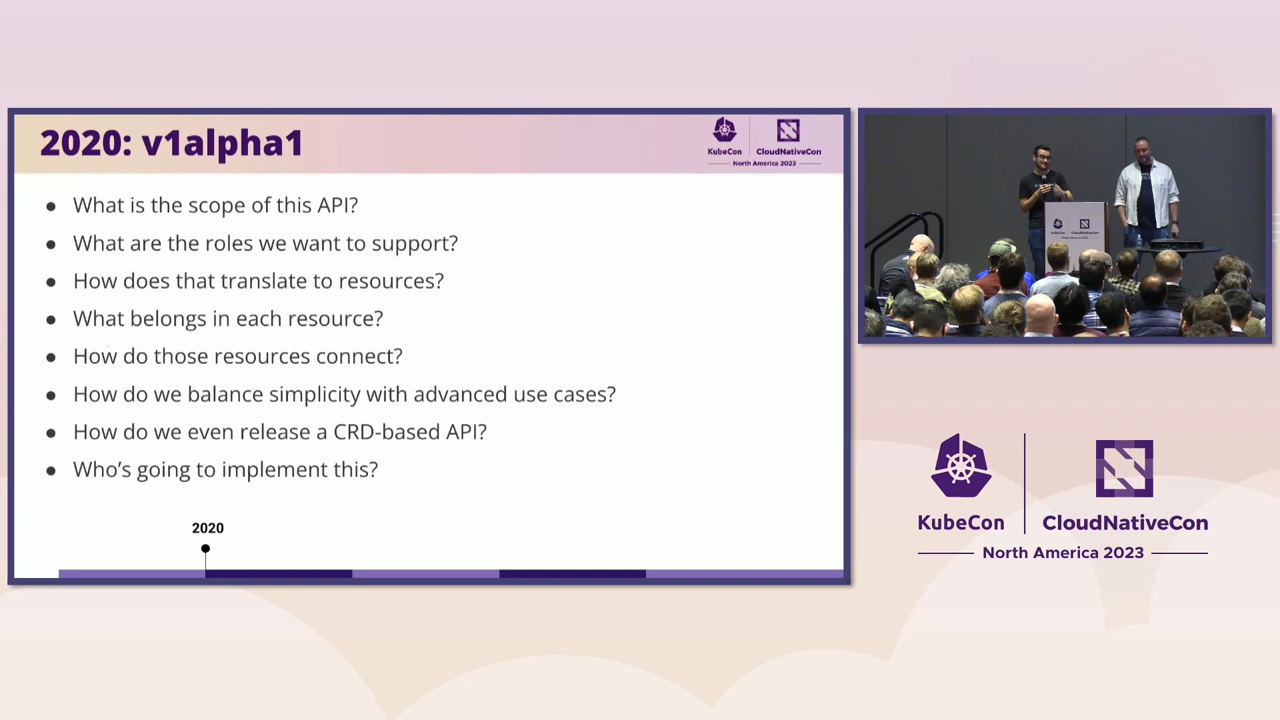 2020: v1alpha1
KubeCon
CloudNativeCon
North America 2023
What is the scope of this API?
What are the roles we want to support?
How does that translate to resources?
What belongs in each resource?
How do those resources connect?
How do we balance simplicity with advanced use cases?
How do we even release a CRD-based API?
Who's going to implement this?
2020
KubeCon
CloudNativeCon
North America 2023